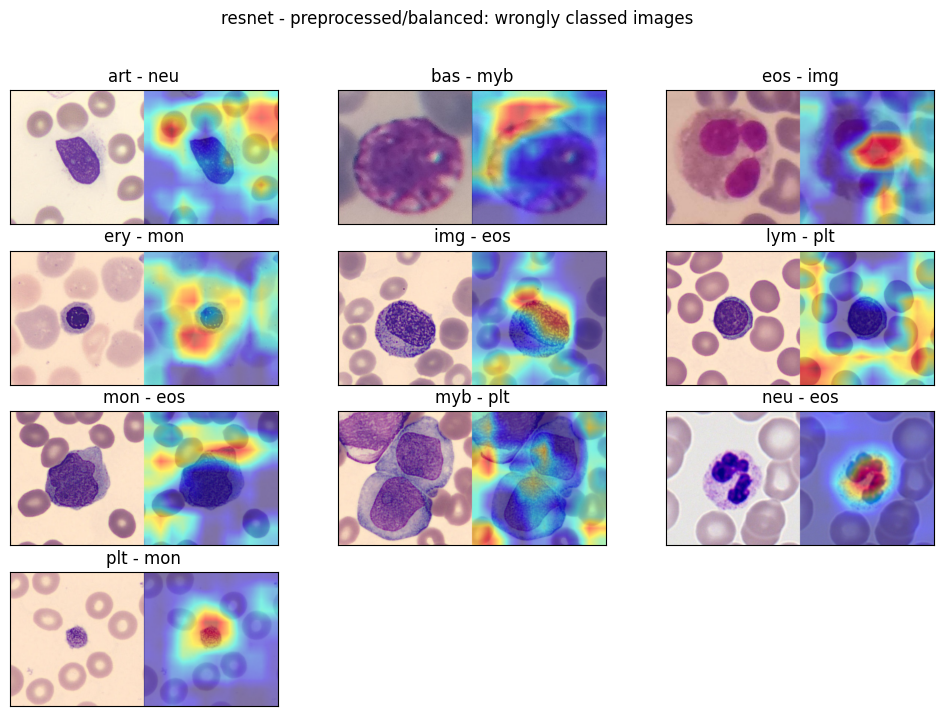 resnet - preprocessed/balanced: wrongly classed images
art - neu
bas - myb
eos - img
ery - mon
img - eos
lym - plt
mon - eos
myb - plt
neu - eos
plt - mon